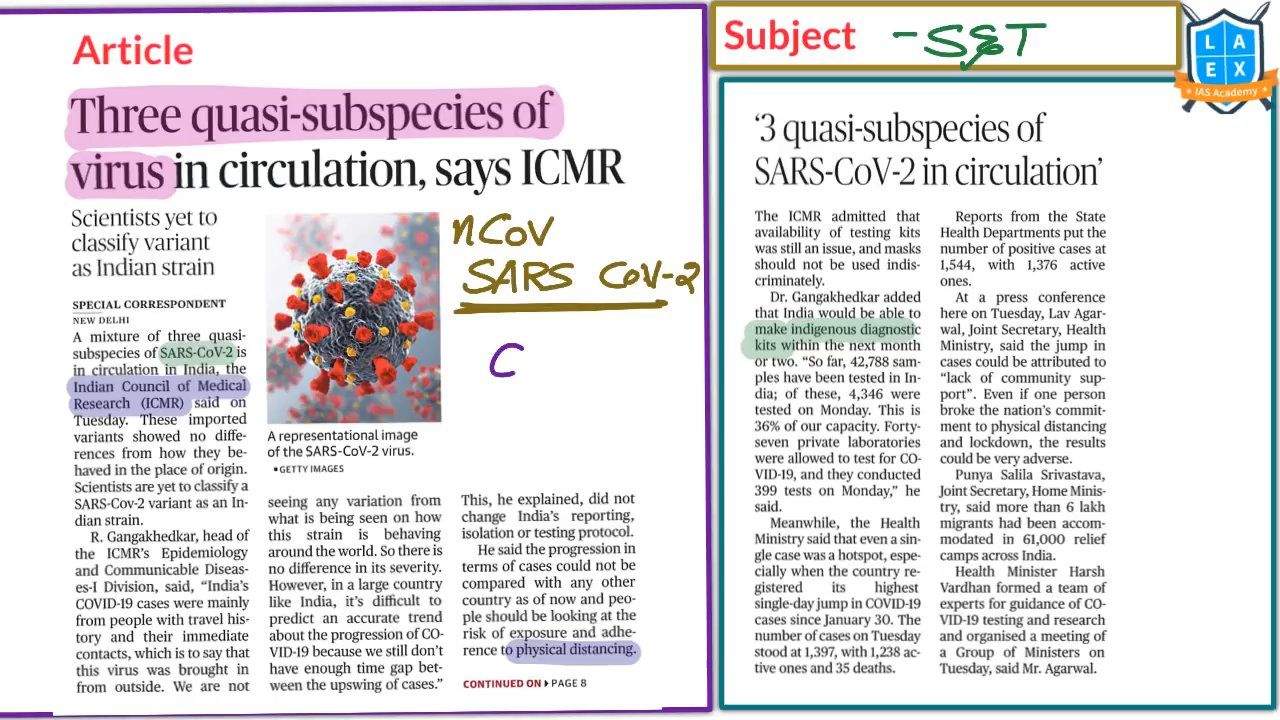 Article
Three quasi-subspecies of
virus in circulation, says ICMR
Scientists yet to
classify variant
as Indian strain
SPECIAL CORRESPONDENT
NEW DELHI
A mixture of three quasi-
subspecies of SARS-CoV-2 is
in circulation in India, the
Indian Council of Medical
Research (ICMR) said on
Tuesday. These imported
variants showed no diffe-
rences from how they be-
haved in the place of origin.
Scientists are yet to classify a
SARS-Cov-2 variant as an In-
dian strain.
R. Gangakhedkar, head of
the ICMR's Epidemiology
and Communicable Diseas-
es-I Division, said, “India's
COVID-19 cases were mainly
from people with travel his-
tory and their immediate
contacts, which is to say that
this virus was brought in
from outside. We are not
nCoV
SARS CoV-2
C
A representational image
of the SARS-CoV-2 virus.
▪GETTY IMAGES
seeing any variation from
what is being seen on how
this strain is behaving
around the world. So there is
no difference in its severity.
However, in a large country
like India, it's difficult to
predict an accurate trend
about the progression of CO-
VID-19 because we still don't
have enough time gap bet-
ween the upswing of cases.”
This, he explained, did not
change India's reporting,
isolation or testing protocol.
He said the progression in
terms of cases could not be
compared with any other
country as of now and peo-
ple should be looking at the
risk of exposure and adhe-
rence to physical distancing.
CONTINUED ON ▸ PAGE 8
Subject -S&T
L A
E X
★ IAS Academy ★
‘3 quasi-subspecies of
SARS-CoV-2 in circulation’
The ICMR admitted that
availability of testing kits
was still an issue, and masks
should not be used indis-
criminately.
Dr. Gangakhedkar added
that India would be able to
make indigenous diagnostic
kits within the next month
or two. “So far, 42,788 sam-
ples have been tested in In-
dia; of these, 4,346 were
tested on Monday. This is
36% of our capacity. Forty-
seven private laboratories
were allowed to test for CO-
VID-19, and they conducted
399 tests on Monday,” he
said.
Meanwhile, the Health
Ministry said that even a sin-
gle case was a hotspot, espe-
cially when the country re-
gistered its highest
single-day jump in COVID-19
cases since January 30. The
number of cases on Tuesday
stood at 1,397, with 1,238 ac-
tive ones and 35 deaths.
Reports from the State
Health Departments put the
number of positive cases at
1,544, with 1,376 active
ones.
At a press conference
here on Tuesday, Lav Agar-
wal, Joint Secretary, Health
Ministry, said the jump in
cases could be attributed to
“lack of community sup-
port”. Even if one person
broke the nation's commit-
ment to physical distancing
and lockdown, the results
could be very adverse.
Punya Salila Srivastava,
Joint Secretary, Home Minis-
try, said more than 6 lakh
migrants had been accom-
modated in 61,000 relief
camps across India.
Health Minister Harsh
Vardhan formed a team of
experts for guidance of CO-
VID-19 testing and research
and organised a meeting of
a Group of Ministers on
Tuesday, said Mr. Agarwal.